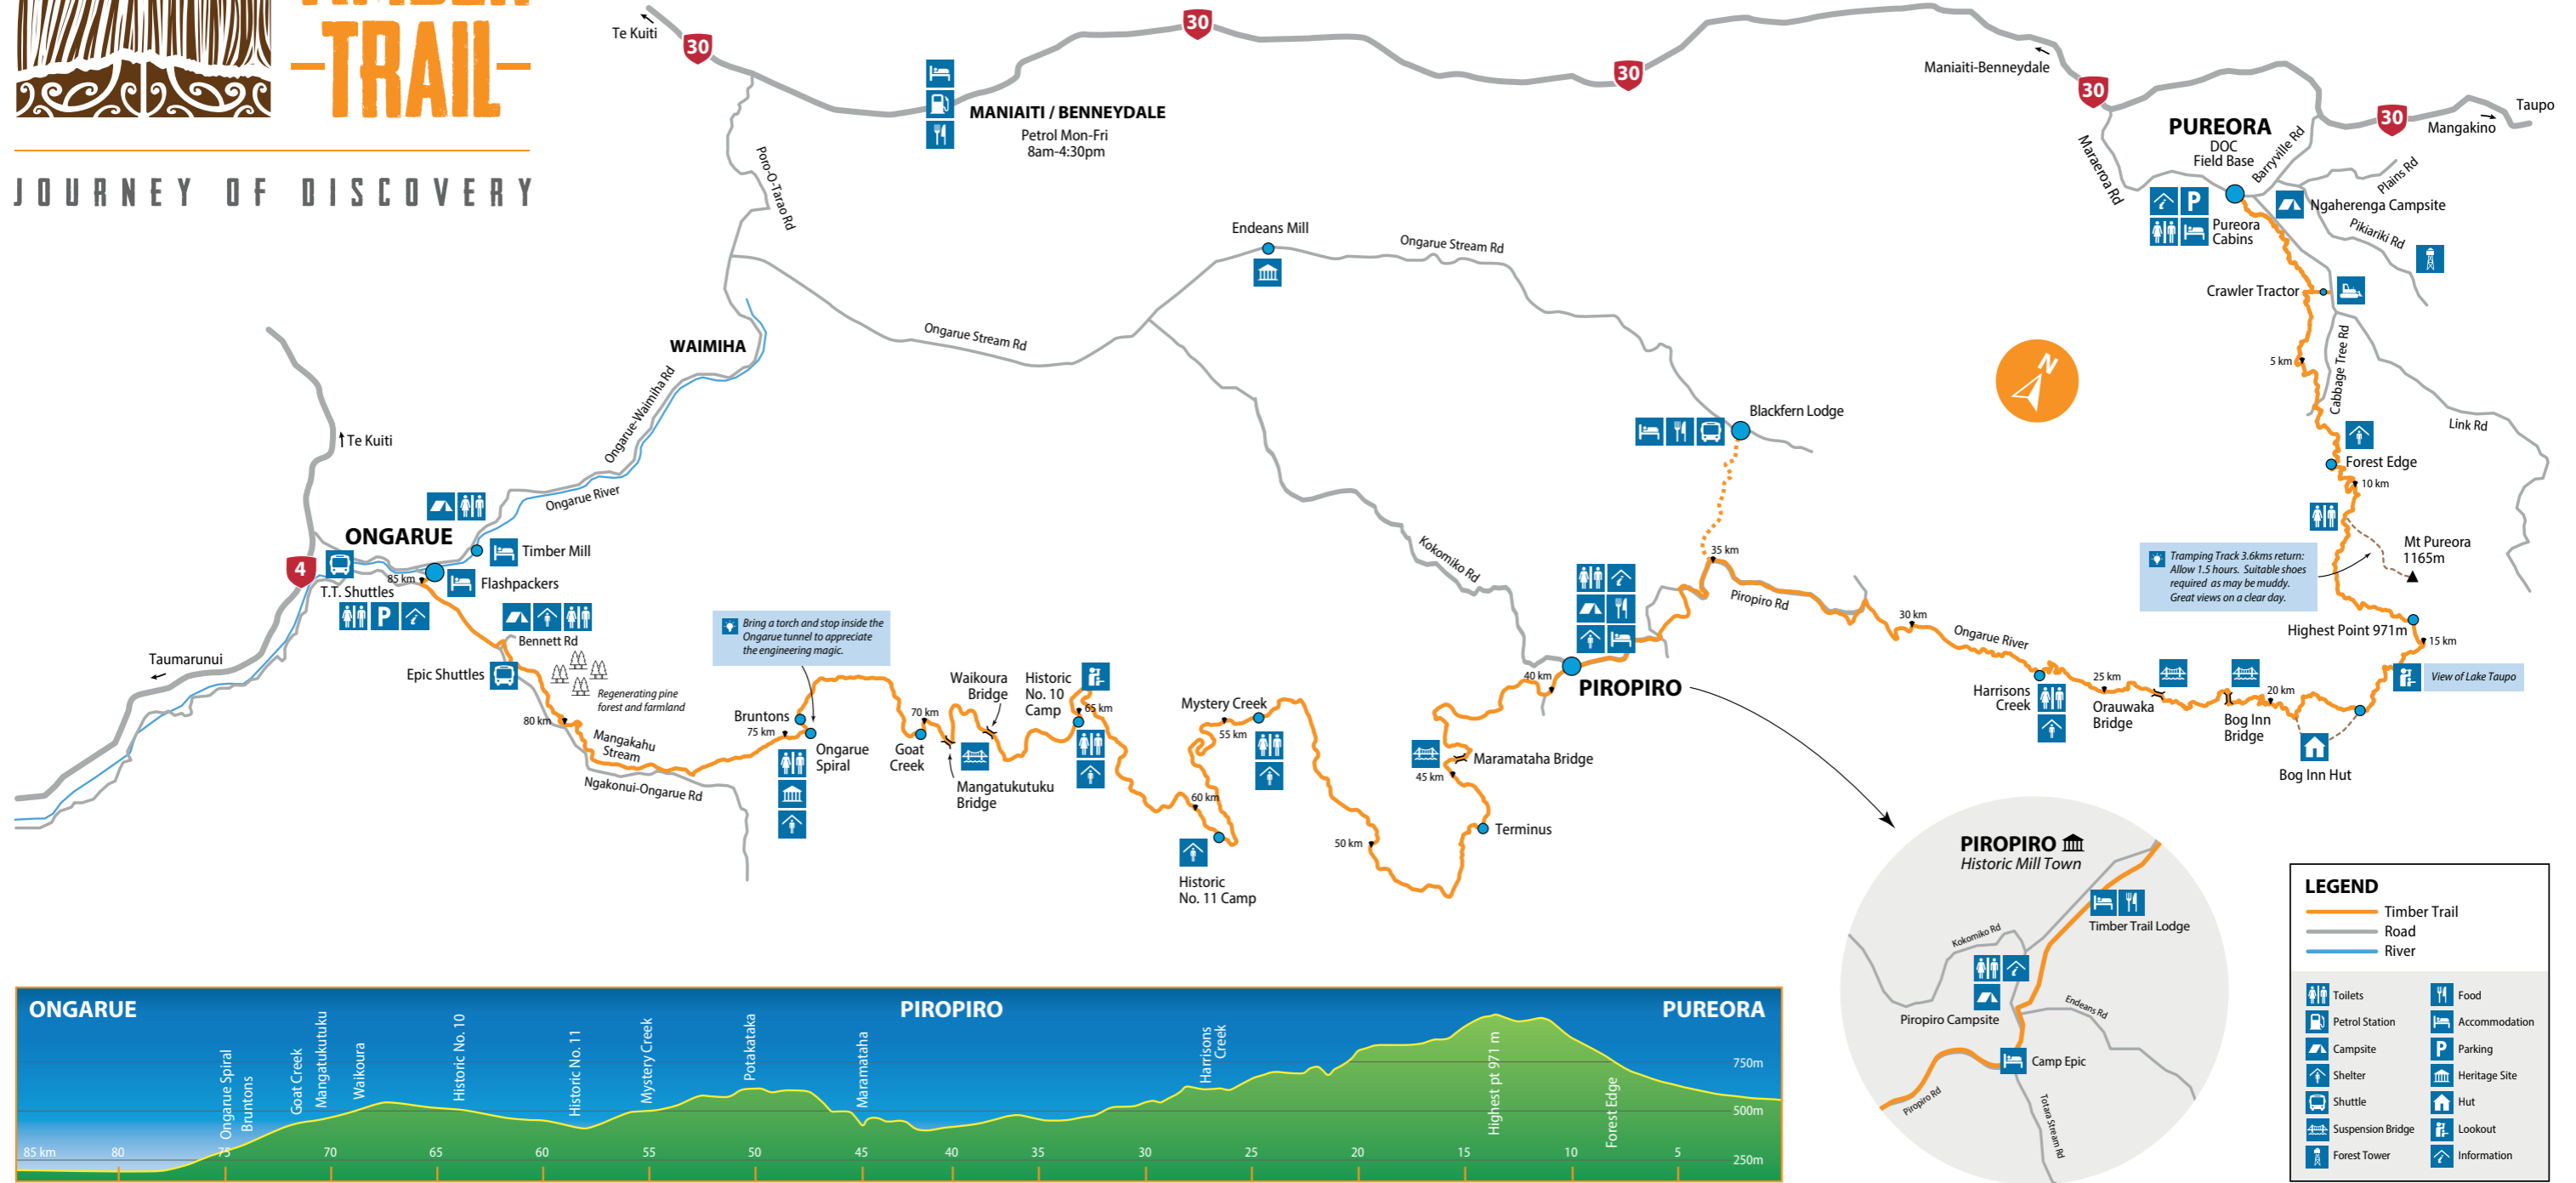 TIMBER
TRAIL
JOURNEY OF DISCOVERY
Te Kuiti
30
30
30
Maniaiti-Benneydale
30
30
Taupo
Mangakino
MANIAITI / BENNEYDALE
Petrol Mon-Fri
8am-4:30pm
Poro-O-Tarao Rd
PUREORA
DOC
Field Base
Barryville Rd
Maraeroa Rd
Plains Rd
P
Ngaherenga Campsite
Pureora
Cabins
Pikiariki Rd
Crawler Tractor
Endeans Mill
Ongarue Stream Rd
Ongarue Stream Rd
WAIMIHA
Ongarue-Waimiha Rd
Ongarue River
N
5 km
Cabbage Tree Rd
Link Rd
Blackfern Lodge
Te Kuiti
Forest Edge
10 km
ONGARUE
Timber Mill
4
85 km
Flashpackers
T.T. Shuttles
P
Bennett Rd
Kokomiko Rd
35 km
Piropiro Rd
30 km
Ongarue River
Tramping Track 3.6kms return:
Allow 1.5 hours. Suitable shoes
required as may be muddy.
Great views on a clear day.
Mt Pureora
1165m
Highest Point 971m
15 km
View of Lake Taupo
Taumarunui
Epic Shuttles
Regenerating pine
forest and farmland
80 km
Mangakahu
Stream
Ngakonui-Ongarue Rd
Bring a torch and stop inside the
Ongarue tunnel to appreciate
the engineering magic.
Bruntons
75 km
Ongarue
Spiral
70 km
Goat
Creek
Waikoura
Bridge
Mangatukutuku
Bridge
Historic
No. 10
Camp
65 km
Mystery Creek
55 km
60 km
Historic
No. 11 Camp
50 km
Terminus
45 km
Maramataha Bridge
40 km
PIROPIRO
Harrisons
Creek
25 km
Orauwaka
Bridge
Bog Inn
Bridge
20 km
Bog Inn Hut
PIROPIRO
Historic Mill Town
Timber Trail Lodge
Kokomiko Rd
Piropiro Campsite
Endeans Rd
Camp Epic
Piropiro Rd
Totara Stream Rd
LEGEND
Timber Trail
Road
River
Toilets
Food
Petrol Station
Accommodation
Campsite
P
Parking
Shelter
Heritage Site
Shuttle
Hut
Suspension Bridge
Lookout
Forest Tower
Information
ONGARUE
PIROPIRO
PUREORA
Ongarue Spiral
Bruntons
Goat Creek
Mangatukutuku
Waikoura
Historic No. 10
Historic No. 11
Mystery Creek
Potakataka
Maramataha
Harrisons
Creek
Highest pt 971 m
Forest Edge
750m
500m
250m
85 km 80 75 70 65 60 55 50 45 40 35 30 25 20 15 10 5